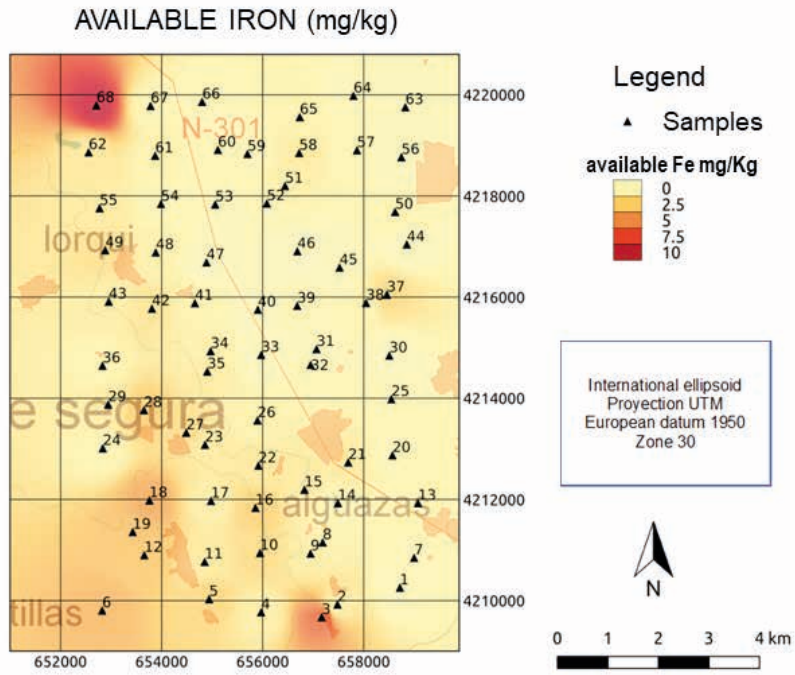 AVAILABLE IRON (mg/kg)
68 67 66 64
65 63
4220000
N-301
62 61 60 59 58 57 56
51
55 54 53 52 50
4218000
lorqui
49 48 47 46 45 44
43 42 41 40 39 38 37
4216000
36 34 33 31 30
35 32
29 28 26 25
4214000
e segura
24 27 23 22 21 20
18 17 16 15 14 13
4212000
alguazas
19 12 11 10 9 8 7
6 5 4 3 2 1
4210000
tillas
652000 654000 656000 658000
Legend
Samples
available Fe mg/Kg
0
2.5
5
7.5
10
International ellipsoid
Proyection UTM
European datum 1950
Zone 30
N
0 1 2 3 4 km